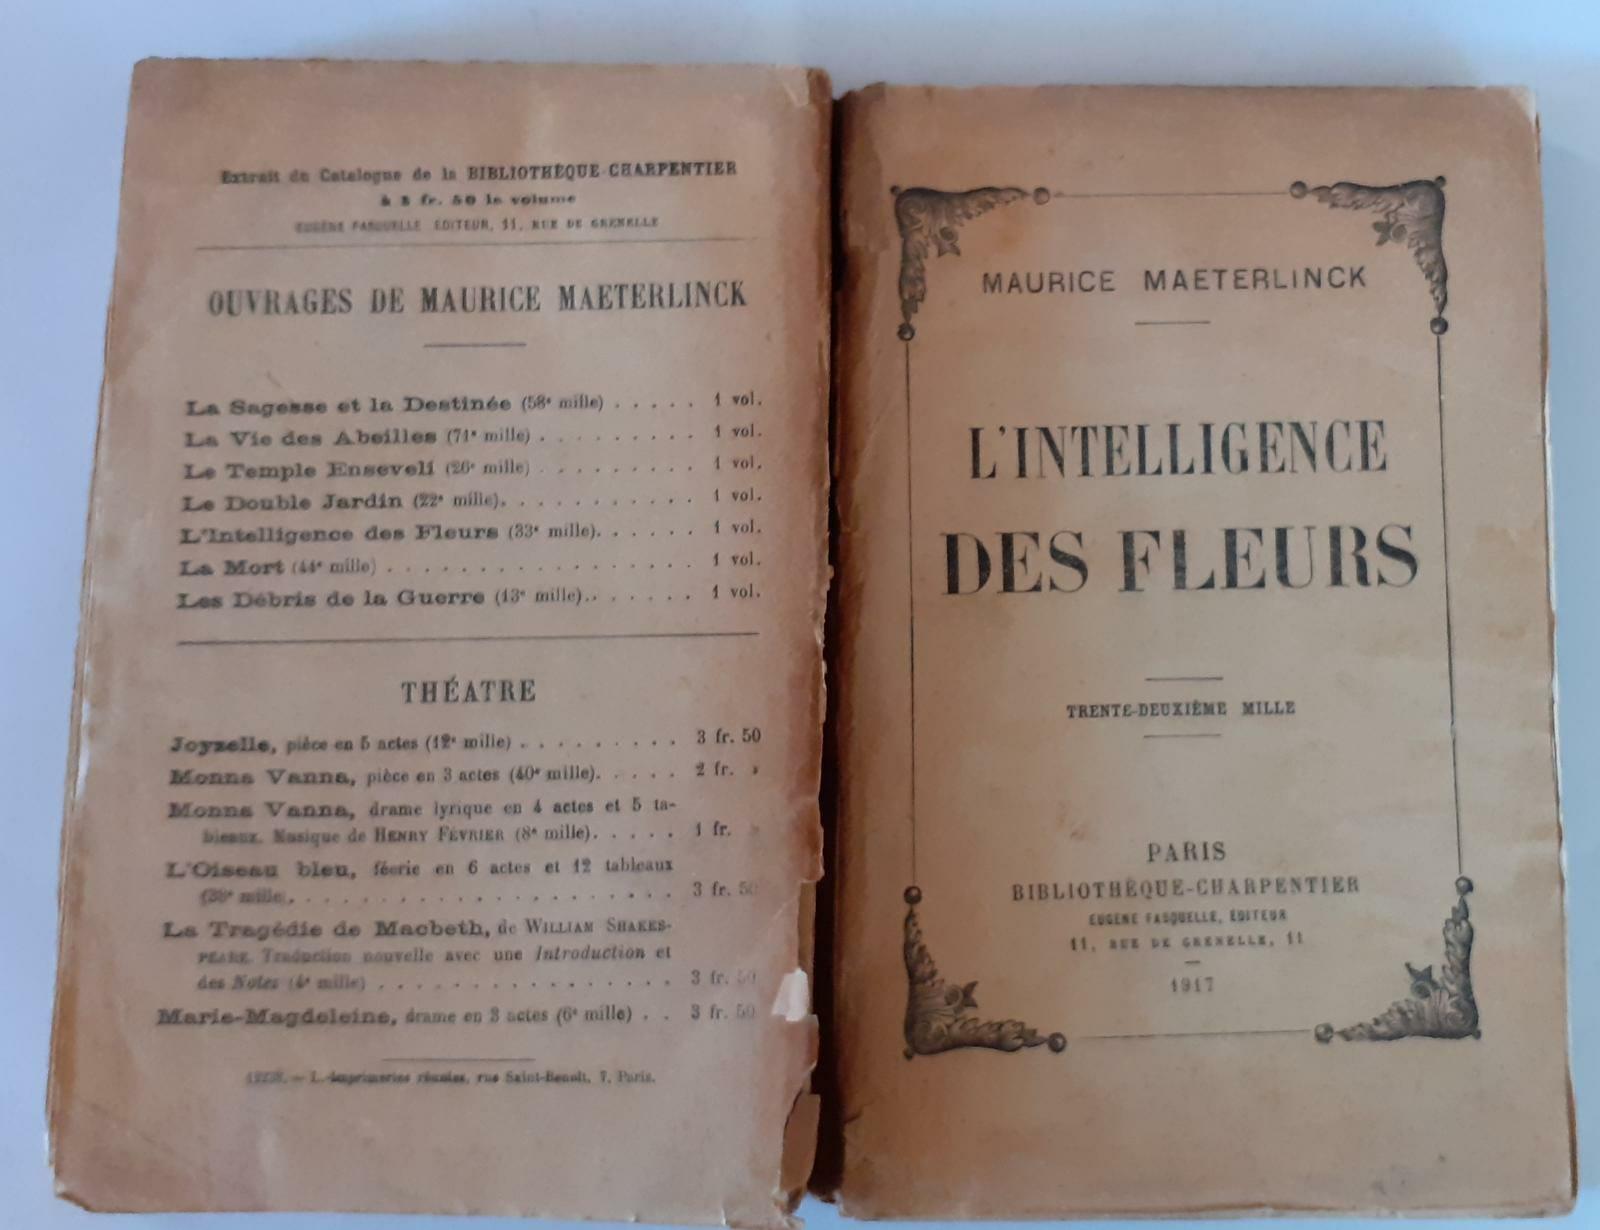 Extrait du Catalogue de la BIBLIOTHÈQUE-CHARPENTIER
à 3 fr. 50 le volume
EUGÈNE FASQUELLE ÉDITEUR, 11, RUE DE GRENELLE
OUVRAGES DE MAURICE MAETERLINCK
La Sagesse et la Destinée (58e mille) . . . . . 1 vol.
La Vie des Abeilles (71e mille) . . . . . . . . . 1 vol.
Le Temple Enseveli (26e mille) . . . . . . . . . 1 vol.
Le Double Jardin (22e mille). . . . . . . . . . 1 vol.
L'Intelligence des Fleurs (33e mille). . . . . . 1 vol.
La Mort (44e mille) . . . . . . . . . . . . . . . . 1 vol.
Les Débris de la Guerre (13e mille). . . . . . . 1 vol.
THÉATRE
Joyzelle, pièce en 5 actes (12e mille) . . . . . . . . . 3 fr. 50
Monna Vanna, pièce en 3 actes (40e mille). . . . . 2 fr. »
Monna Vanna, drame lyrique en 4 actes et 5 ta-
bleaux. Musique de HENRY FÉVRIER (8e mille). . . . . 1 fr.
L'Oiseau bleu, féerie en 6 actes et 12 tableaux
mille). . . . . . . . . . . . . . . . . . . . . 3 fr. 50
La Tragédie de Macbeth, de WILLIAM SHAKES-
PEARE. Traduction nouvelle avec une Introduction et
des Notes (4e mille) . . . . . . . . . . . . . . . . 3 fr. 50
Marie-Magdeleine, drame en 3 actes (6e mille) . . 3 fr. 50
— L.-Imprimeries réunies, rue Saint-Benoît, 7, Paris.
MAURICE MAETERLINCK
L'INTELLIGENCE
DES FLEURS
TRENTE-DEUXIÈME MILLE
PARIS
BIBLIOTHÈQUE-CHARPENTIER
EUGÈNE FASQUELLE, ÉDITEUR
11, RUE DE GRENELLE, 11
1917